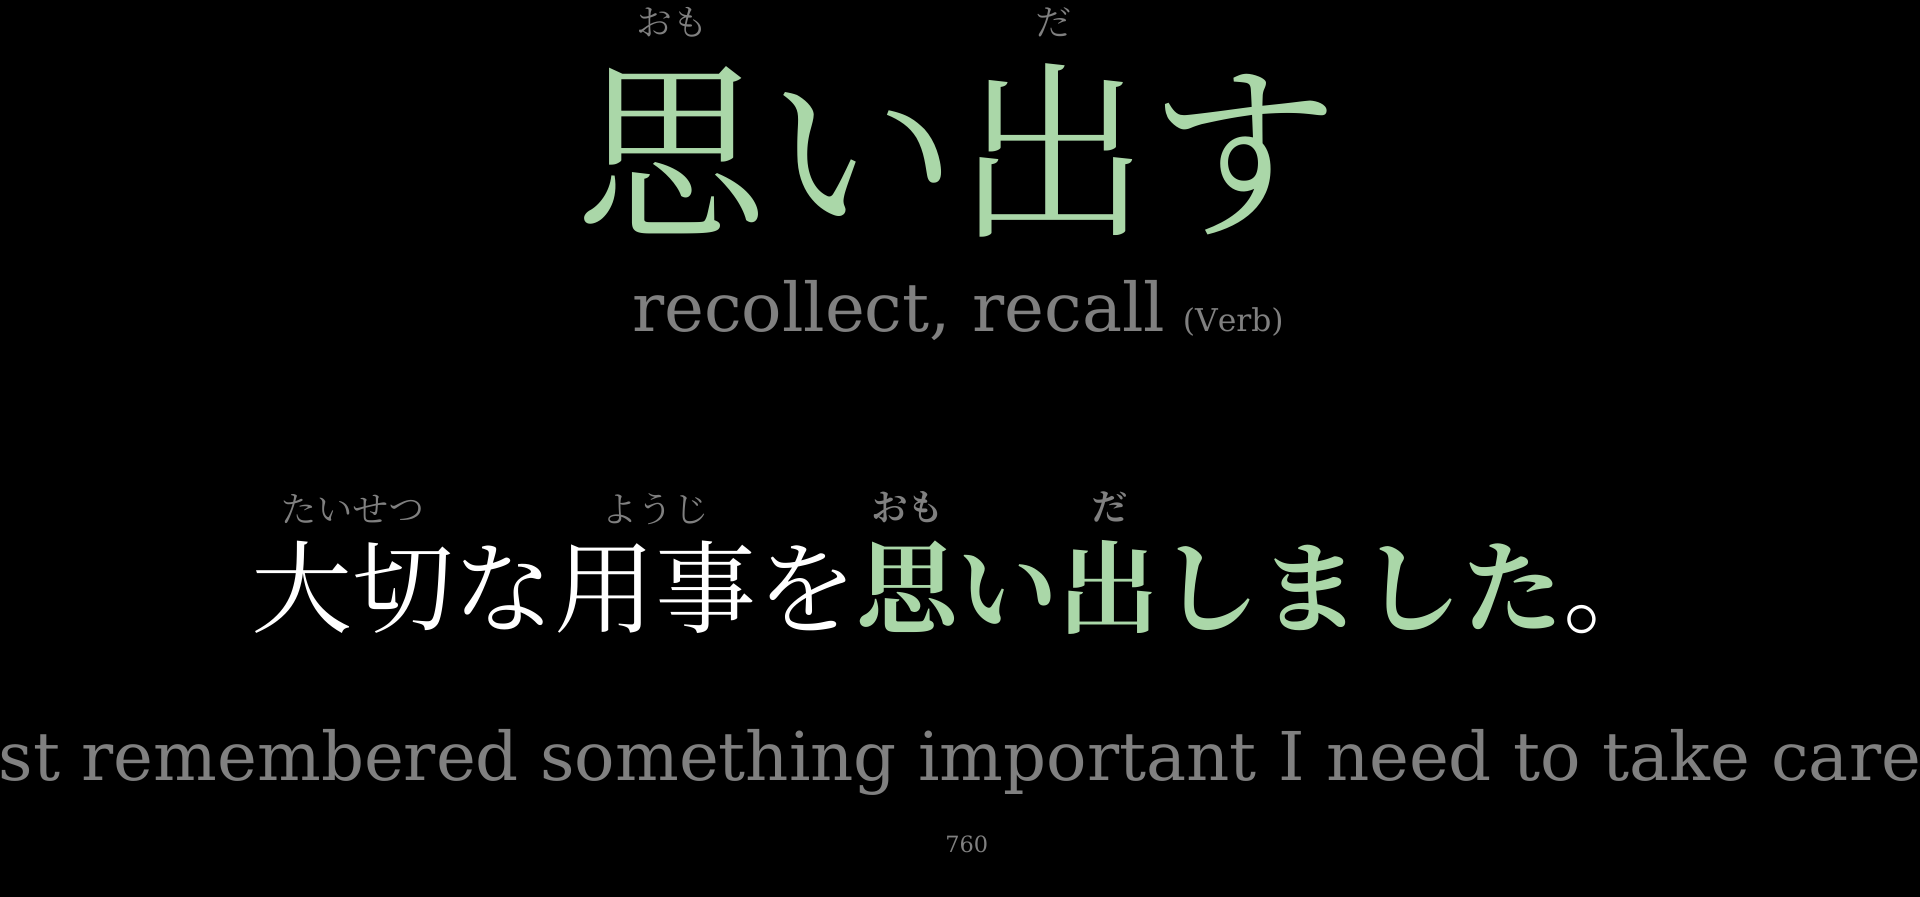 おも だ
思い出す
recollect, recall (Verb)
たいせつ ようじ おも だ
大切な用事を思い出しました。
st remembered something important I need to take care
760